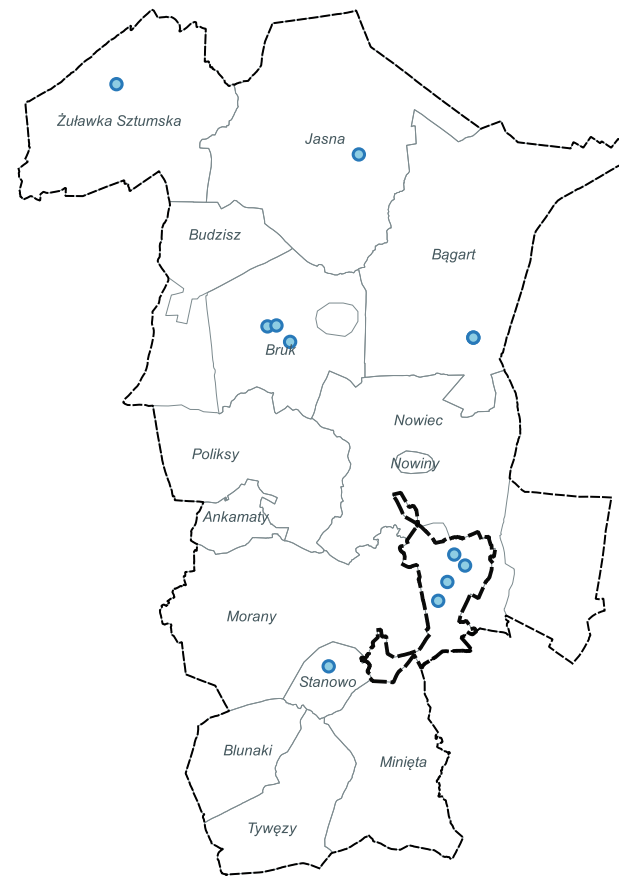 Żuławka Sztumska
Jasna
Budzisz
Bągart
Bruk
Nowiec
Poliksy
Nowiny
Ankamaty
Morany
Stanowo
Blunaki
Minięta
Tywęzy